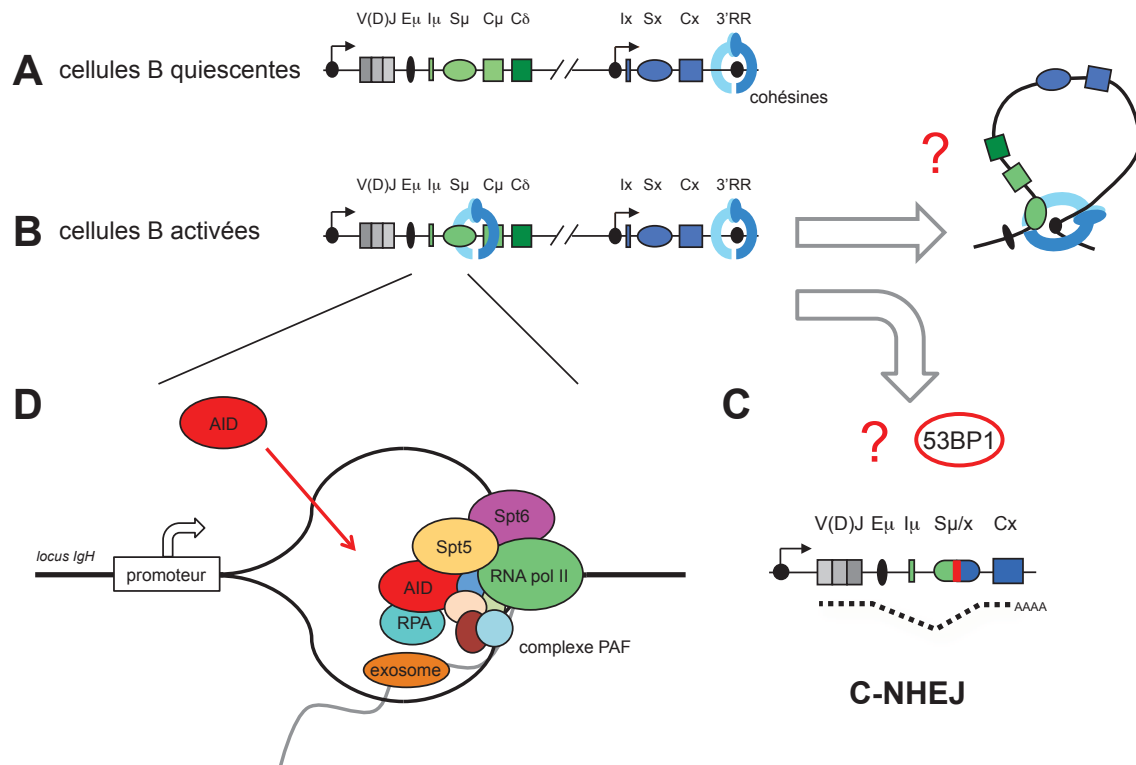 V(D)J Eμ Iμ Sμ Cμ Cδ Ix Sx Cx 3'RR
A cellules B quiescentes
cohésines
?
V(D)J Eμ Iμ Sμ Cμ Cδ Ix Sx Cx 3'RR
B cellules B activées
D
C
AID
? 53BP1
Spt6
Spt5
V(D)J Eμ Iμ Sμ/x Cx
locus IgH
promoteur
AID
RNA pol II
RPA
AAAA
complexe PAF
exosome
C-NHEJ